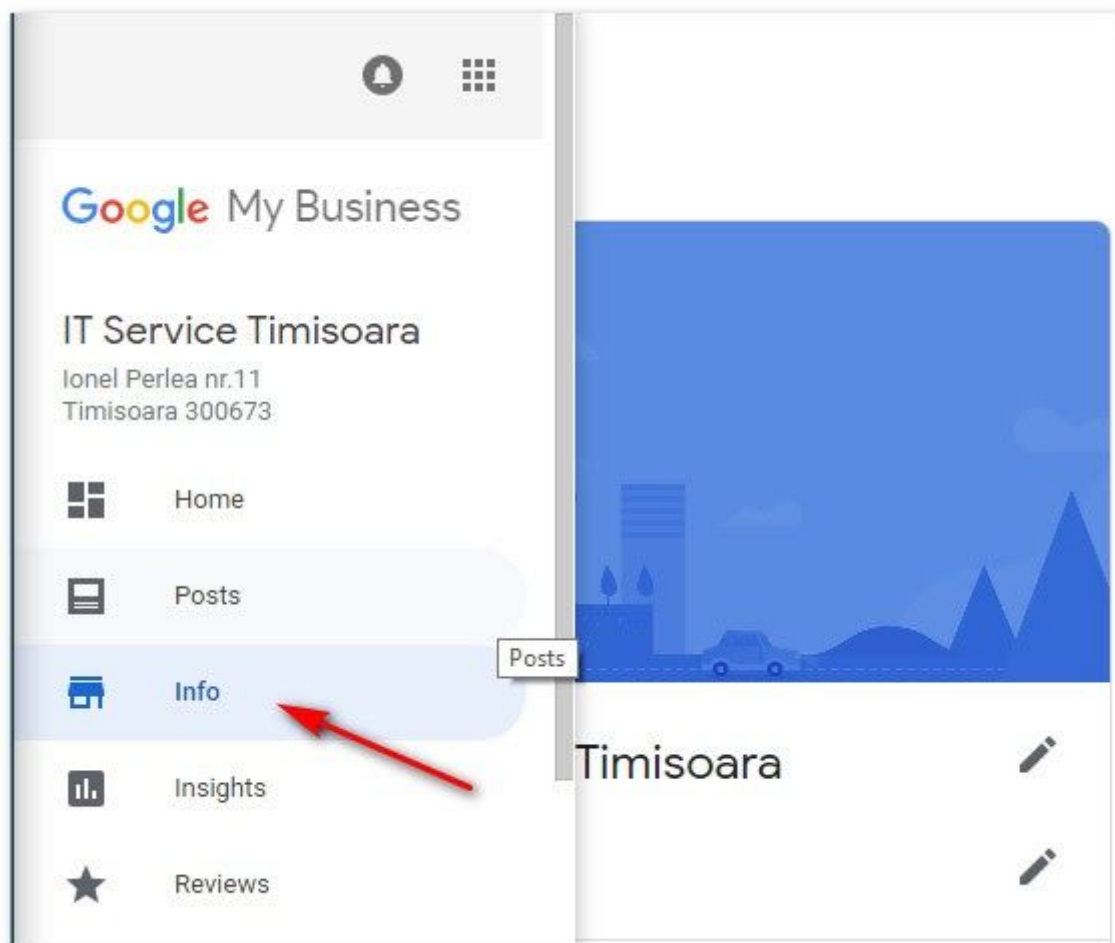 Google My Business
IT Service Timisoara
Ionel Perlea nr.11
Timisoara 300673
Home
Posts
Posts
Info
Insights
Reviews
Timisoara